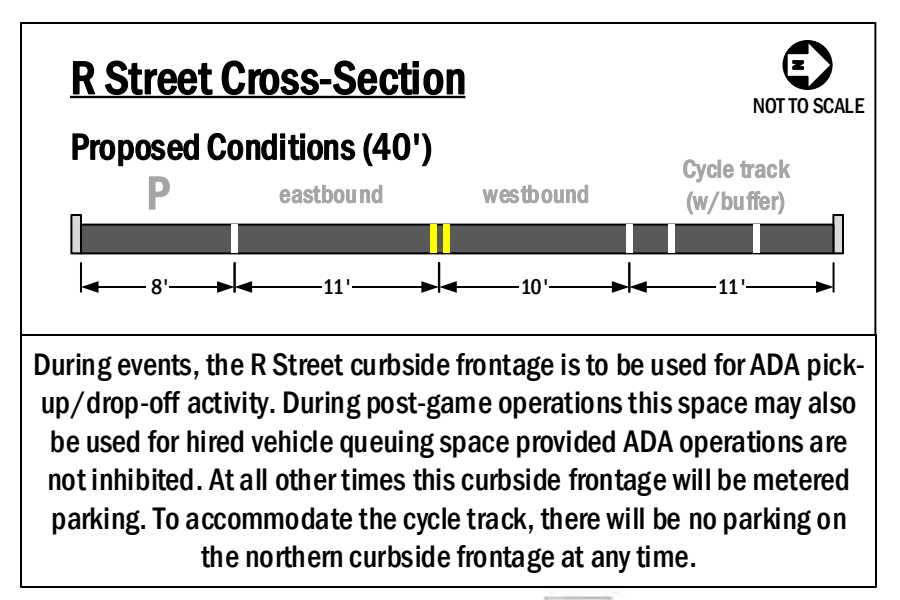 R Street Cross-Section
N
NOT TO SCALE
Proposed Conditions (40')
P
eastbound
westbound
Cycle track
(w/buffer)
8'
11'
10'
11'
During events, the R Street curbside frontage is to be used for ADA pick-
up/drop-off activity. During post-game operations this space may also
be used for hired vehicle queuing space provided ADA operations are
not inhibited. At all other times this curbside frontage will be metered
parking. To accommodate the cycle track, there will be no parking on
the northern curbside frontage at any time.